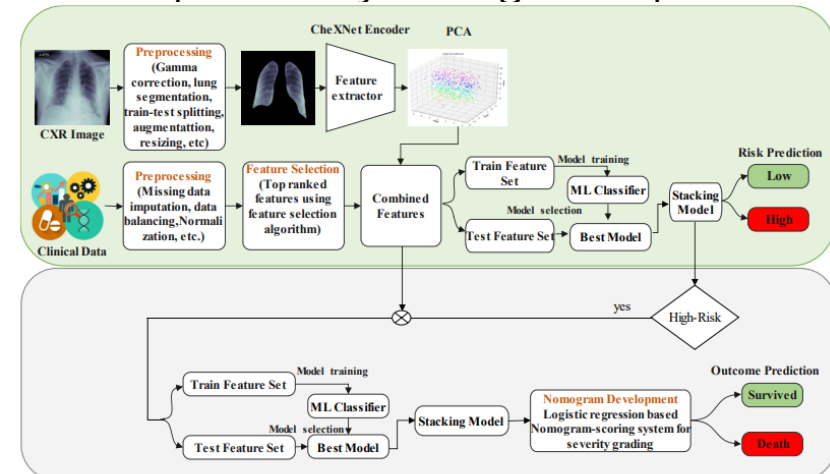 CheXNet Encoder
PCA
Preprocessing
(Gamma
correction, lung
segmentation,
train-test splitting,
augmentattion,
resizing, etc)
Feature
extractor
CXR Image
Preprocessing
(Missing data
imputation, data
balancing,Normali
zation, etc.)
Clinical Data
Feature Selection
(Top ranked
features using
feature selection
algorithm)
Combined
Features
Train Feature
Set
Model training
ML Classifier
Model selection
Test Feature Set
Best Model
Stacking
Model
Risk Prediction
Low
High
High-Risk
yes
Train Feature Set
Model training
ML Classifier
Model selection
Test Feature Set
Best Model
Stacking Model
Nomogram Development
Logistic regression based
Nomogram-scoring system for
severity grading
Outcome Prediction
Survived
Death